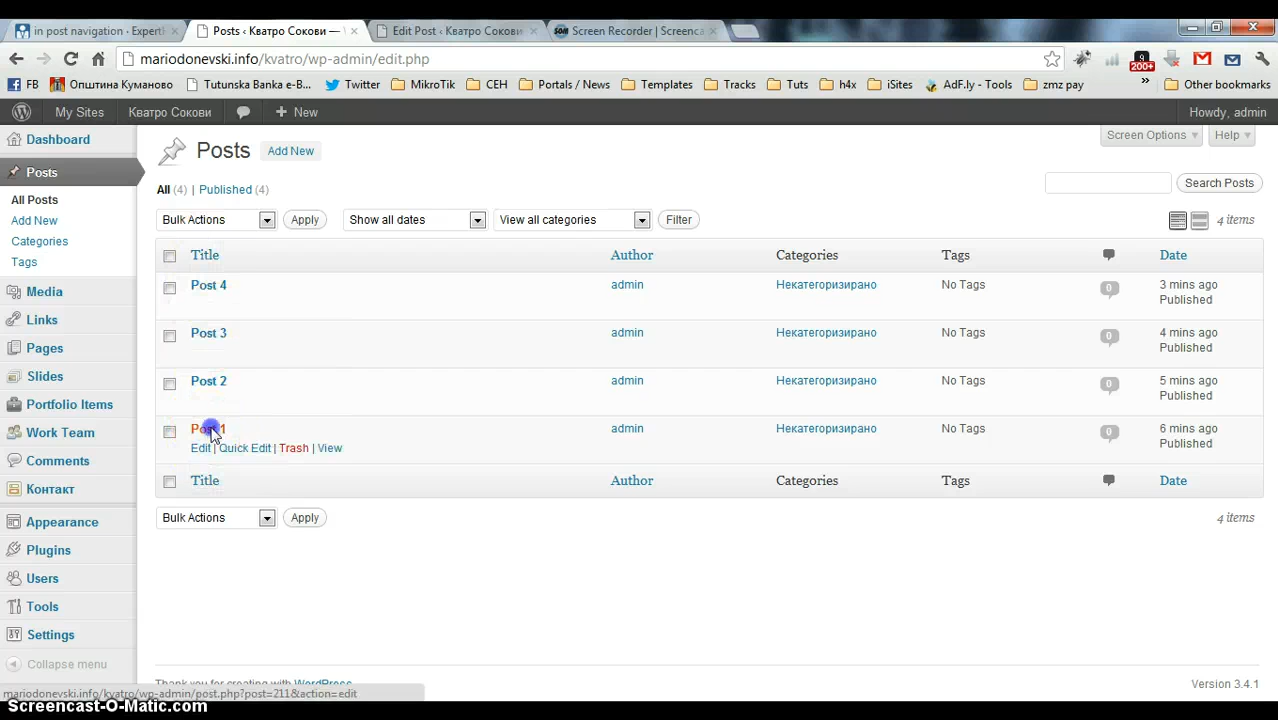 in post navigation - Expertl
Posts ‹ Кватро Сокови — \
Edit Post ‹ Кватро Сокови
Screen Recorder | Screenca
mariodonevski.info/kvatro/wp-admin/edit.php
200+
FB
Општина Куманово
Tutunska Banka e-B...
Twitter
MikroTik
CEH
Portals / News
Templates
Tracks
Tuts
h4x
iSites
AdF.ly - Tools
zmz pay
»
Other bookmarks
My Sites
Кватро Сокови
+ New
Howdy, admin
Dashboard
Posts
All Posts
Add New
Categories
Tags
Media
Links
Pages
Slides
Portfolio Items
Work Team
Comments
Контакт
Appearance
Plugins
Users
Tools
Settings
Collapse menu
Screen Options
Help
Posts Add New
All (4) | Published (4)
Search Posts
Bulk Actions
Apply
Show all dates
View all categories
Filter
4 items
Title Author Categories Tags Date
Post 4 admin Некатегоризирано No Tags 0 3 mins ago
Published
Post 3 admin Некатегоризирано No Tags 0 4 mins ago
Published
Post 2 admin Некатегоризирано No Tags 0 5 mins ago
Published
Post 1 admin Некатегоризирано No Tags 0 6 mins ago
Edit | Quick Edit | Trash | View Published
Title Author Categories Tags Date
Bulk Actions
Apply
4 items
Thank you for creating with WordPress
Version 3.4.1
mariodonevski.info/kvatro/wp-admin/post.php?post=211&action=edit
Screencast-O-Matic.com